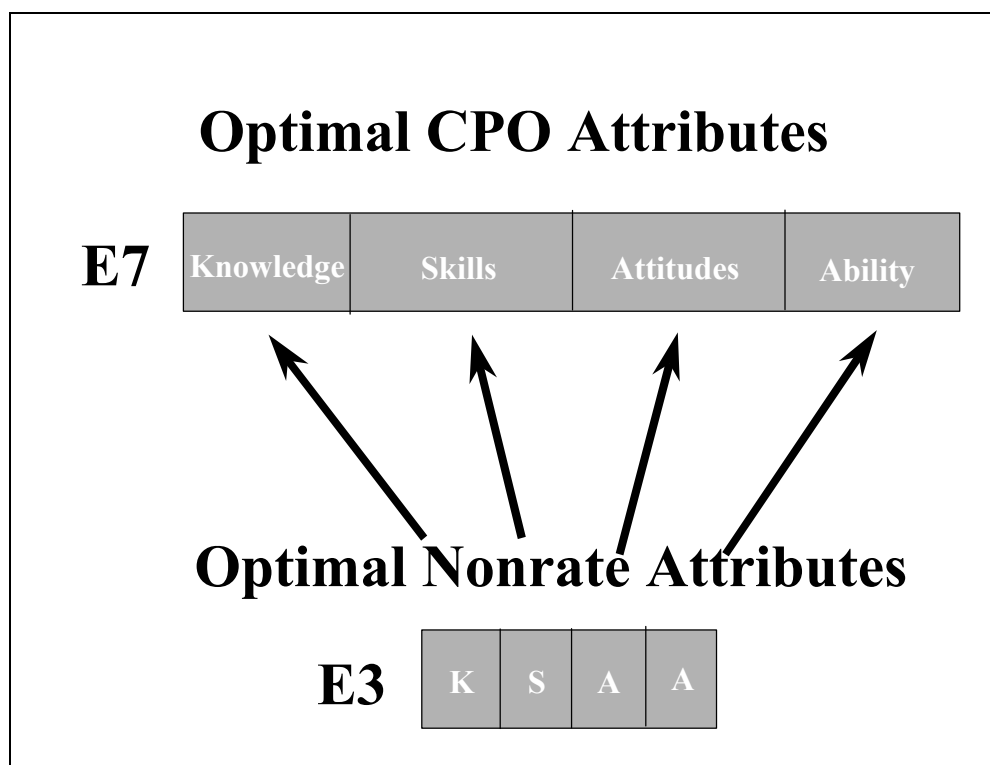 Optimal CPO Attributes
E7 Knowledge Skills Attitudes Ability
Optimal Nonrate Attributes
E3 K S A A